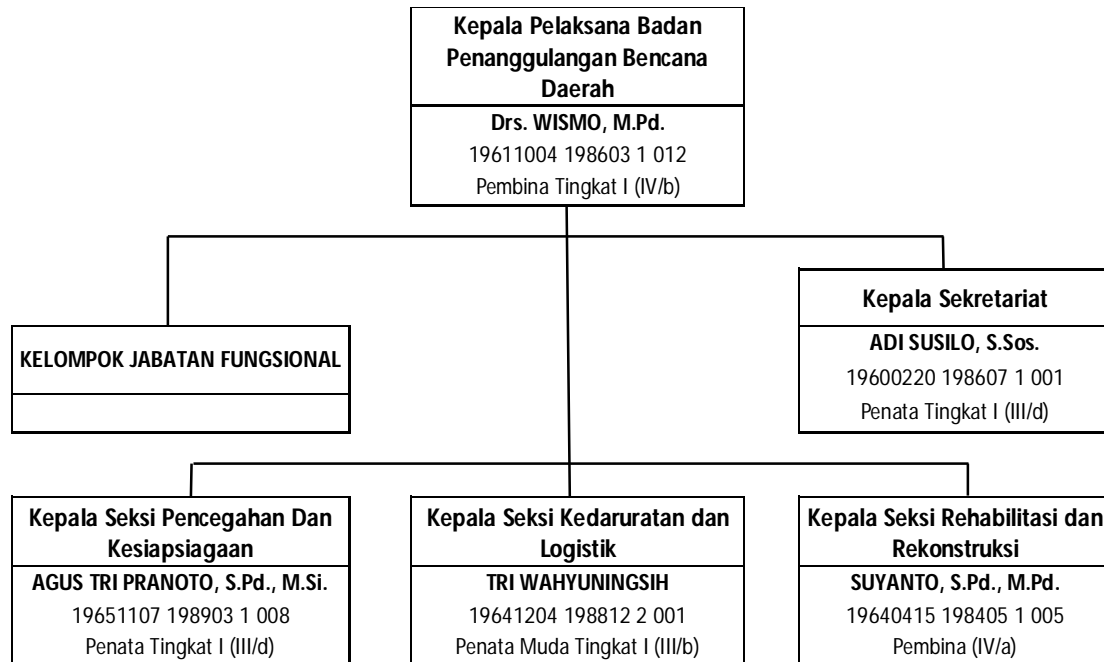 Kepala Pelaksana Badan
Penanggulangan Bencana
Daerah
Drs. WISMO, M.Pd.
19611004 198603 1 012
Pembina Tingkat I (IV/b)
Kepala Sekretariat
ADI SUSILO, S.Sos.
19600220 198607 1 001
Penata Tingkat I (III/d)
KELOMPOK JABATAN FUNGSIONAL
Kepala Seksi Pencegahan Dan
Kesiapsiagaan
AGUS TRI PRANOTO, S.Pd., M.Si.
19651107 198903 1 008
Penata Tingkat I (III/d)
Kepala Seksi Kedaruratan dan
Logistik
TRI WAHYUNINGSIH
19641204 198812 2 001
Penata Muda Tingkat I (III/b)
Kepala Seksi Rehabilitasi dan
Rekonstruksi
SUYANTO, S.Pd., M.Pd.
19640415 198405 1 005
Pembina (IV/a)